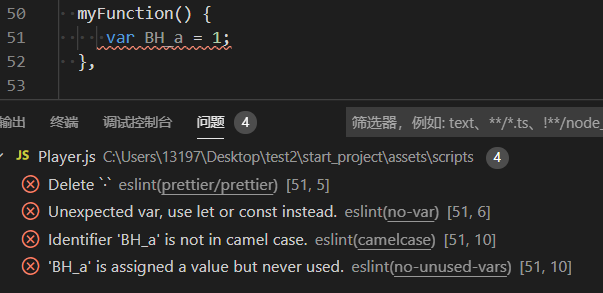 50 myFunction() {
51 var BH_a = 1;
52 },
53
输出 终端 调试控制台 问题 4 筛选器，例如: text、**/*.ts、!**/node_
JS Player.js C:\Users\13197\Desktop\test2\start_project\assets\scripts 4
Delete `·` eslint(prettier/prettier) [51, 5]
Unexpected var, use let or const instead. eslint(no-var) [51, 6]
Identifier 'BH_a' is not in camel case. eslint(camelcase) [51, 10]
'BH_a' is assigned a value but never used. eslint(no-unused-vars) [51, 10]